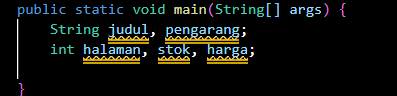 public static void main(String[] args) {
    String judul, pengarang;
    int halaman, stok, harga;
}